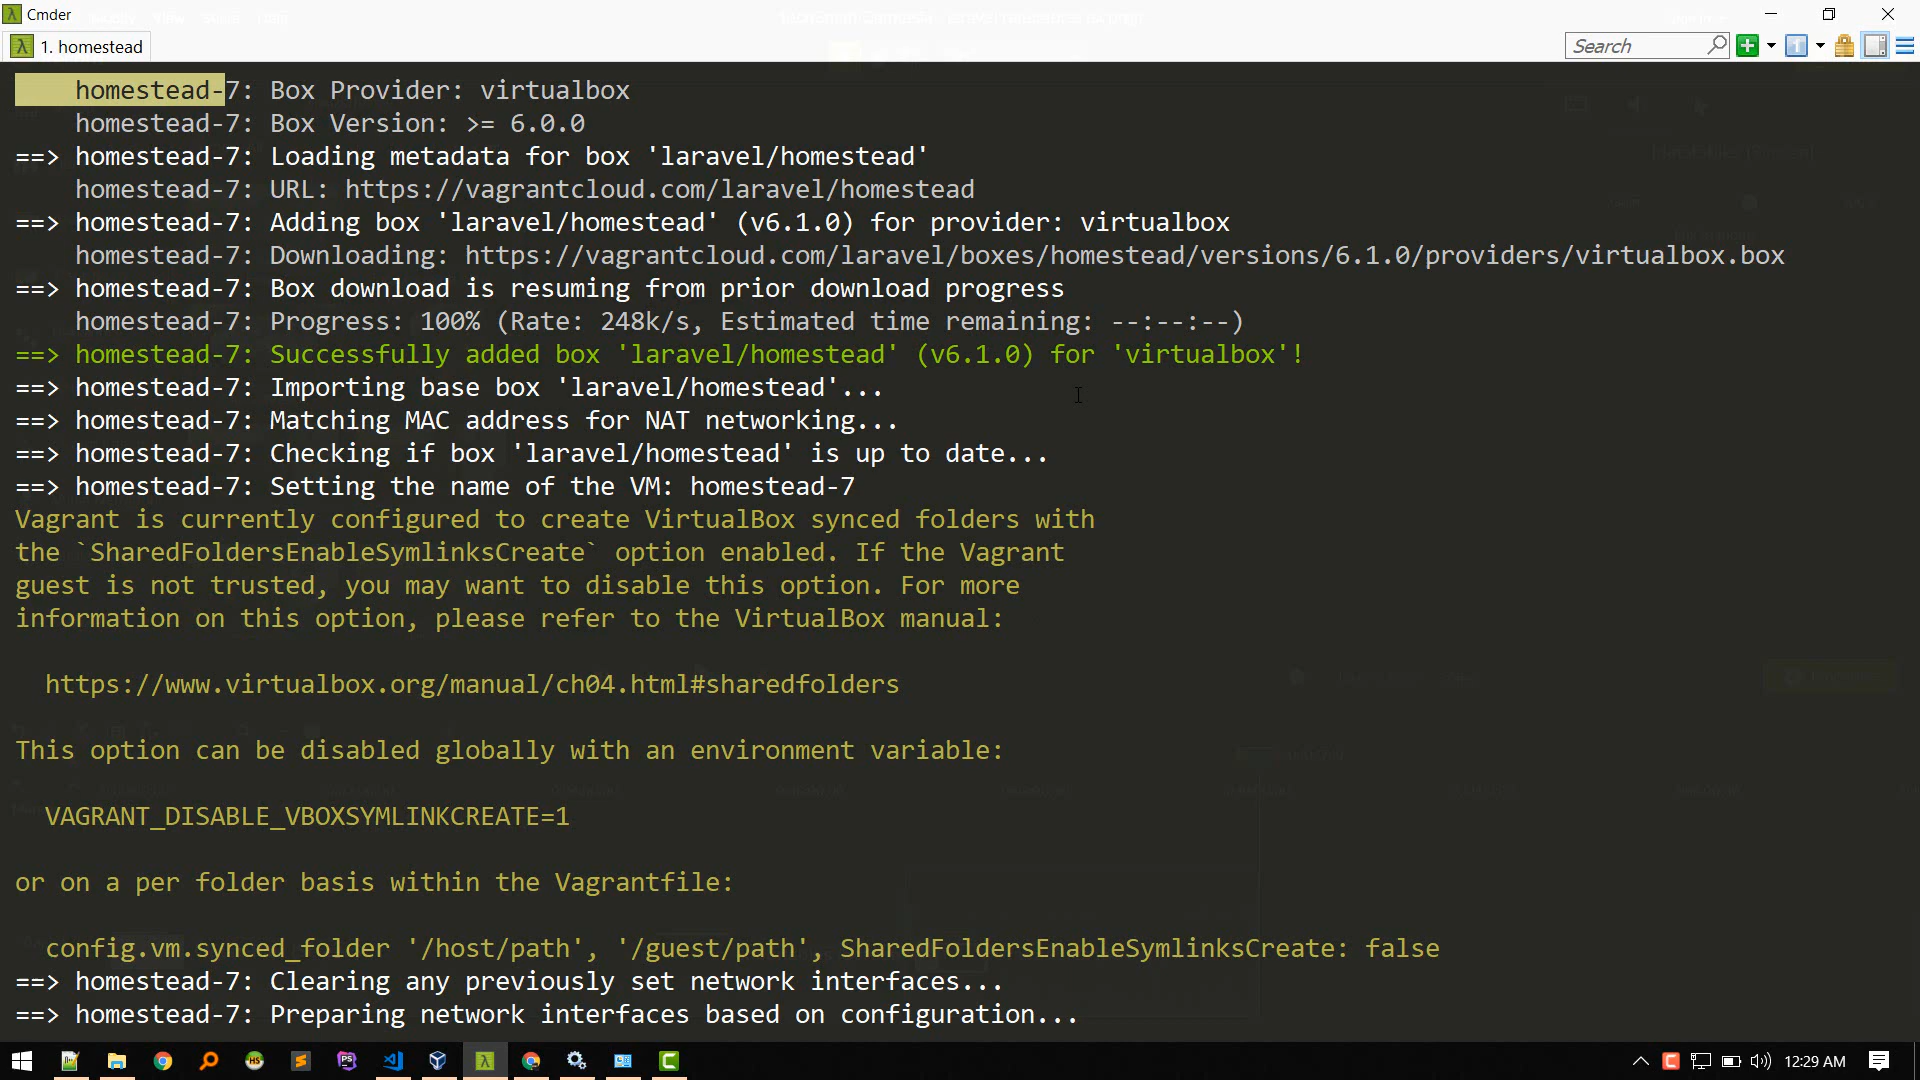 Cmder
1. homestead
Search
homestead-7: Box Provider: virtualbox
homestead-7: Box Version: >= 6.0.0
==> homestead-7: Loading metadata for box 'laravel/homestead'
homestead-7: URL: https://vagrantcloud.com/laravel/homestead
==> homestead-7: Adding box 'laravel/homestead' (v6.1.0) for provider: virtualbox
homestead-7: Downloading: https://vagrantcloud.com/laravel/boxes/homestead/versions/6.1.0/providers/virtualbox.box
==> homestead-7: Box download is resuming from prior download progress
homestead-7: Progress: 100% (Rate: 248k/s, Estimated time remaining: --:--:--)
==> homestead-7: Successfully added box 'laravel/homestead' (v6.1.0) for 'virtualbox'!
==> homestead-7: Importing base box 'laravel/homestead'...
==> homestead-7: Matching MAC address for NAT networking...
==> homestead-7: Checking if box 'laravel/homestead' is up to date...
==> homestead-7: Setting the name of the VM: homestead-7
Vagrant is currently configured to create VirtualBox synced folders with
the `SharedFoldersEnableSymlinksCreate` option enabled. If the Vagrant
guest is not trusted, you may want to disable this option. For more
information on this option, please refer to the VirtualBox manual:
https://www.virtualbox.org/manual/ch04.html#sharedfolders
This option can be disabled globally with an environment variable:
VAGRANT_DISABLE_VBOXSYMLINKCREATE=1
or on a per folder basis within the Vagrantfile:
config.vm.synced_folder '/host/path', '/guest/path', SharedFoldersEnableSymlinksCreate: false
==> homestead-7: Clearing any previously set network interfaces...
==> homestead-7: Preparing network interfaces based on configuration...
12:29 AM